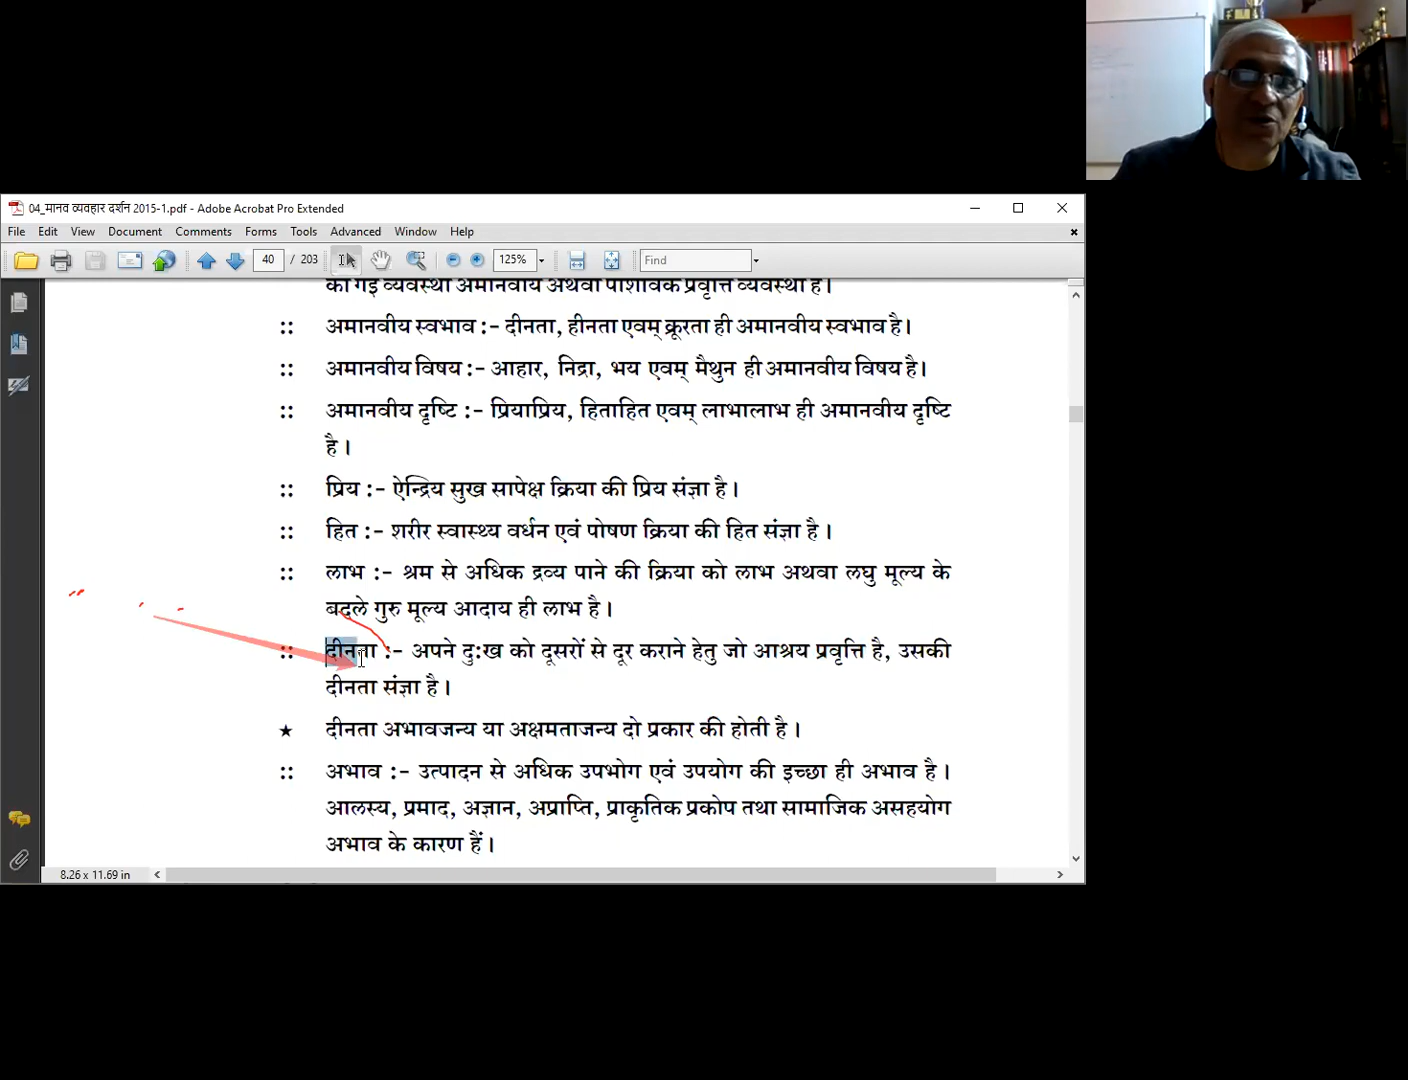 04_मानव व्यवहार दर्शन 2015-1.pdf - Adobe Acrobat Pro Extended
File Edit View Document Comments Forms Tools Advanced Window Help
40 / 203 125% Find
की गई व्यवस्था अमानवीय अथवा पाशविक प्रवृत्ति व्यवस्था है।
:: अमानवीय स्वभाव :- दीनता, हीनता एवम् क्रूरता ही अमानवीय स्वभाव है।
:: अमानवीय विषय :- आहार, निद्रा, भय एवम् मैथुन ही अमानवीय विषय है।
:: अमानवीय दृष्टि :- प्रियाप्रिय, हिताहित एवम् लाभालाभ ही अमानवीय दृष्टि
है।
:: प्रिय :- ऐन्द्रिय सुख सापेक्ष क्रिया की प्रिय संज्ञा है।
:: हित :- शरीर स्वास्थ्य वर्धन एवं पोषण क्रिया की हित संज्ञा है।
:: लाभ :- श्रम से अधिक द्रव्य पाने की क्रिया को लाभ अथवा लघु मूल्य के
बदले गुरु मूल्य आदाय ही लाभ है।
:: दीनता :- अपने दु:ख को दूसरों से दूर कराने हेतु जो आश्रय प्रवृत्ति है, उसकी
दीनता संज्ञा है।
★ दीनता अभावजन्य या अक्षमताजन्य दो प्रकार की होती है।
:: अभाव :- उत्पादन से अधिक उपभोग एवं उपयोग की इच्छा ही अभाव है।
आलस्य, प्रमाद, अज्ञान, अप्राप्ति, प्राकृतिक प्रकोप तथा सामाजिक असहयोग
अभाव के कारण हैं।
8.26 x 11.69 in